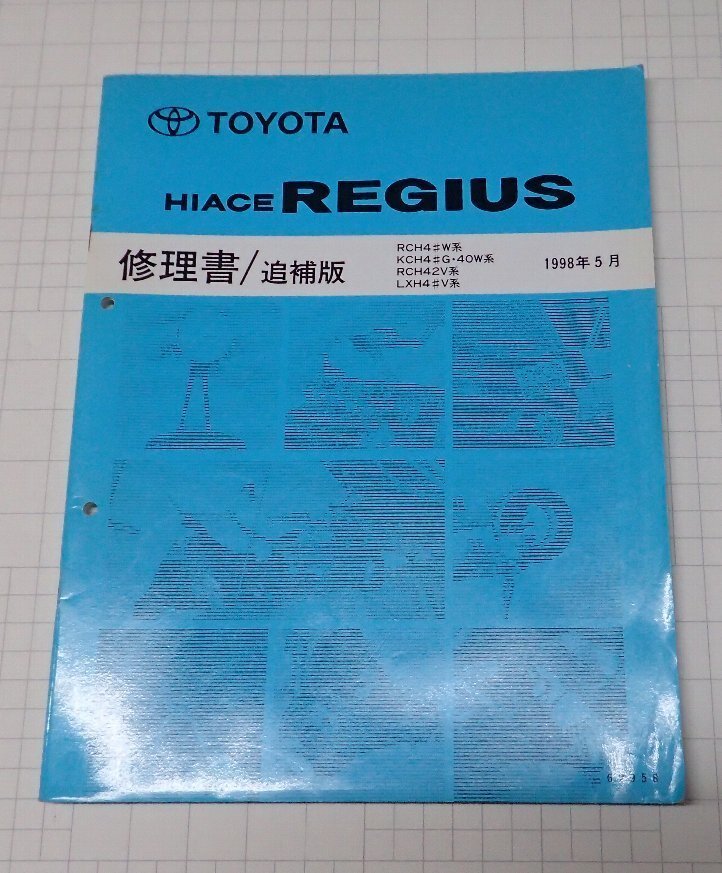 TOYOTA
HIACE REGIUS
修理書/追補版
RCH4#W系
KCH4#G・40W系
RCH42V系
LXH4#V系
1998年5月